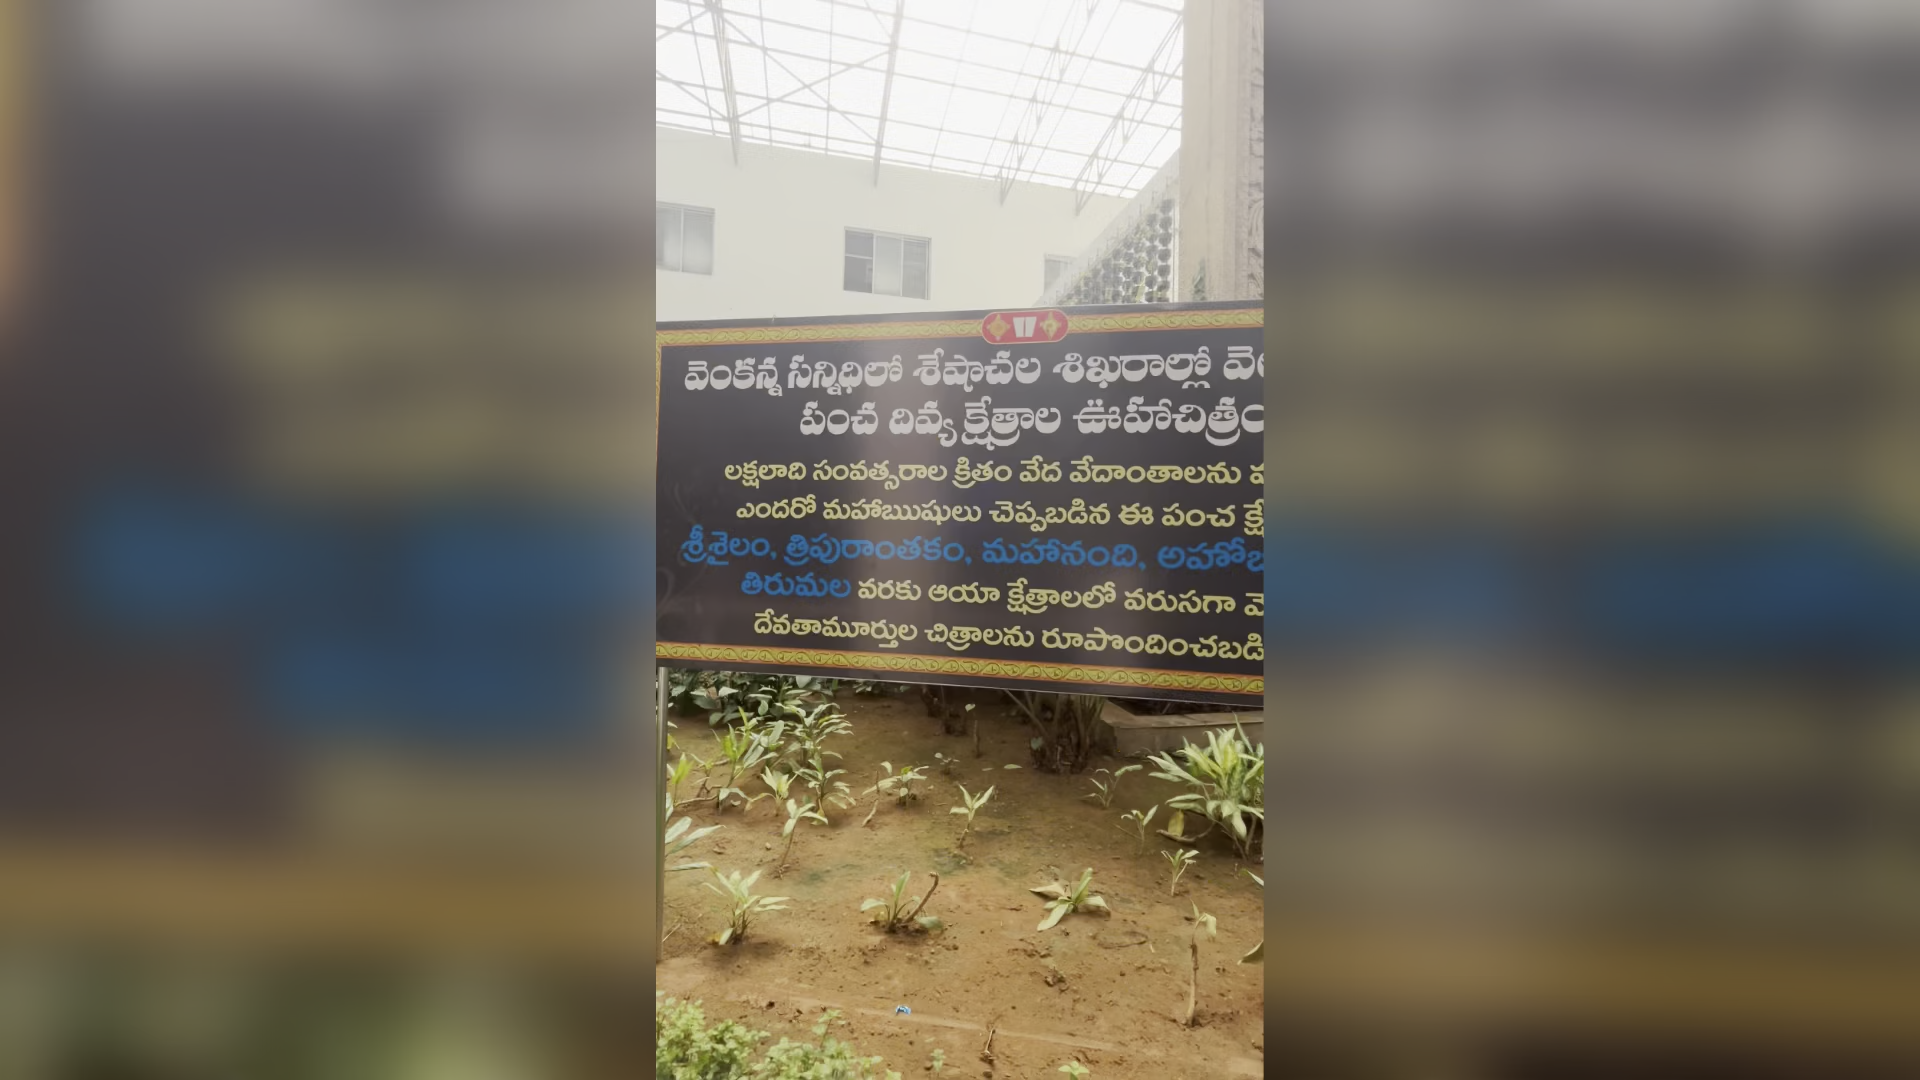 వెంకన్న సన్నిధిలో శేషాచల శిఖరాల్లో
పంచ దివ్య క్షేత్రాల ఊహాచిత్రం
లక్షలాది సంవత్సరాల క్రితం వేద వేదాంతాలను
ఎందరో మహాఋషులు చెప్పబడిన ఈ పంచ
శ్రీశైలం, త్రిపురాంతకం, మహానంది,
తిరుమల వరకు ఆయా క్షేత్రాలలో వరుసగా
దేవతామూర్తుల చిత్రాలను